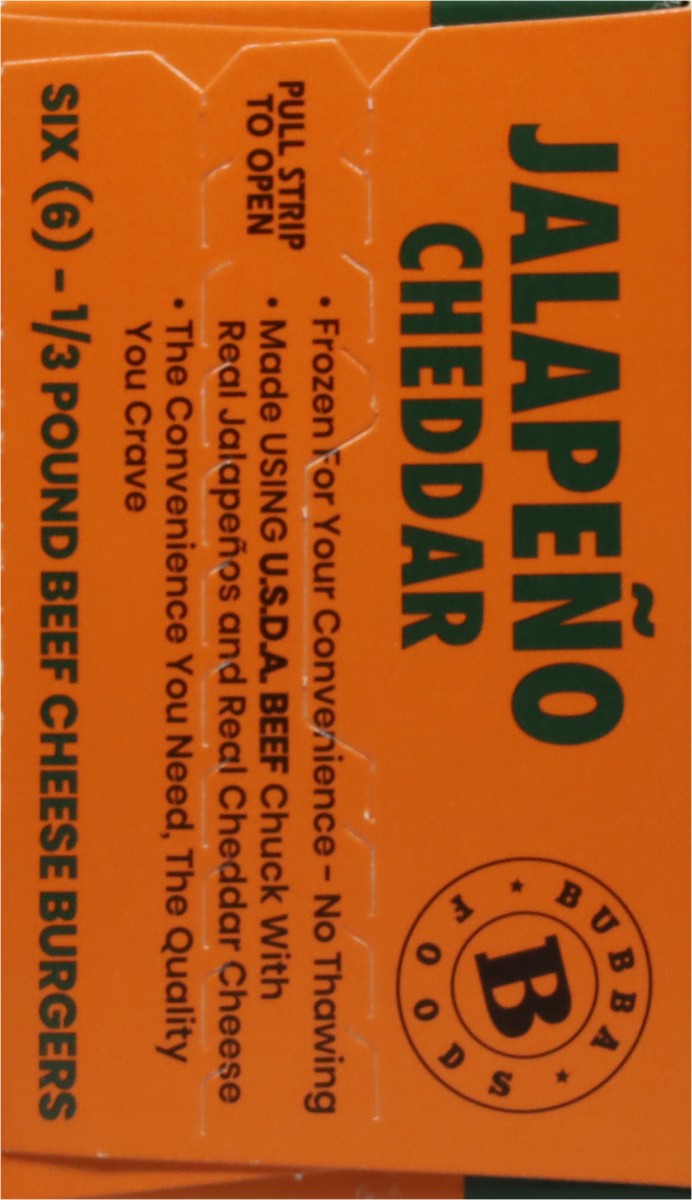 JALAPEÑO
CHEDDAR
BUBBA FOODS
B
PULL STRIP
TO OPEN
• Frozen For Your Convenience – No Thawing
• Made USING U.S.D.A. BEEF Chuck With
Real Jalapeños and Real Cheddar Cheese
• The Convenience You Need, The Quality
You Crave
SIX (6) – 1/3 POUND BEEF CHEESE BURGERS